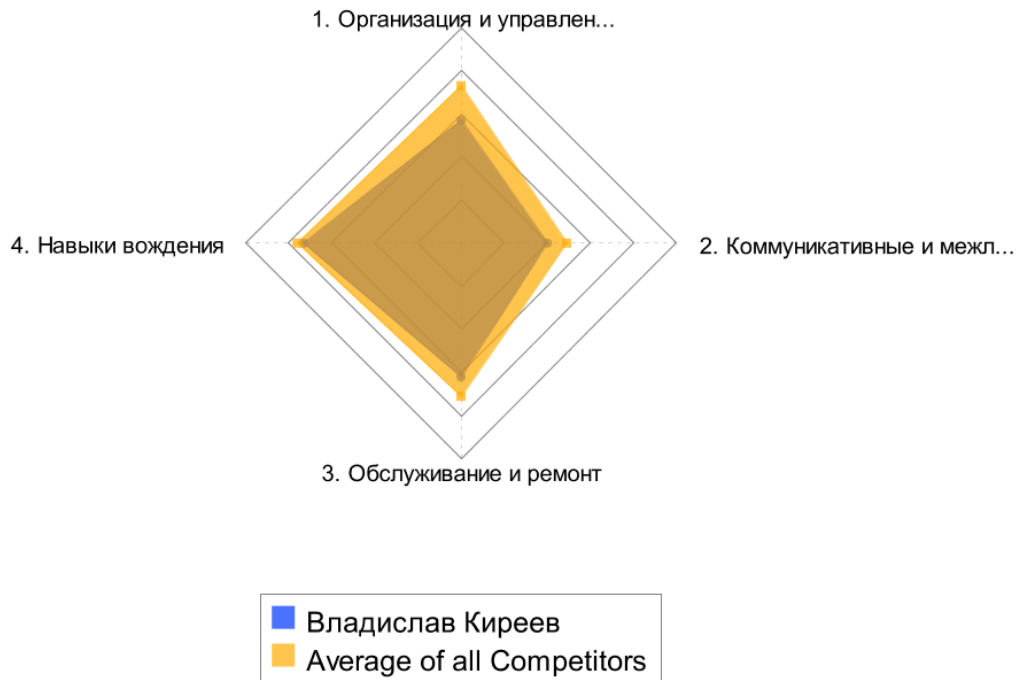 1. Организация и управлен...
4. Навыки вождения
2. Коммуникативные и межл...
3. Обслуживание и ремонт
Владислав Киреев
Average of all Competitors